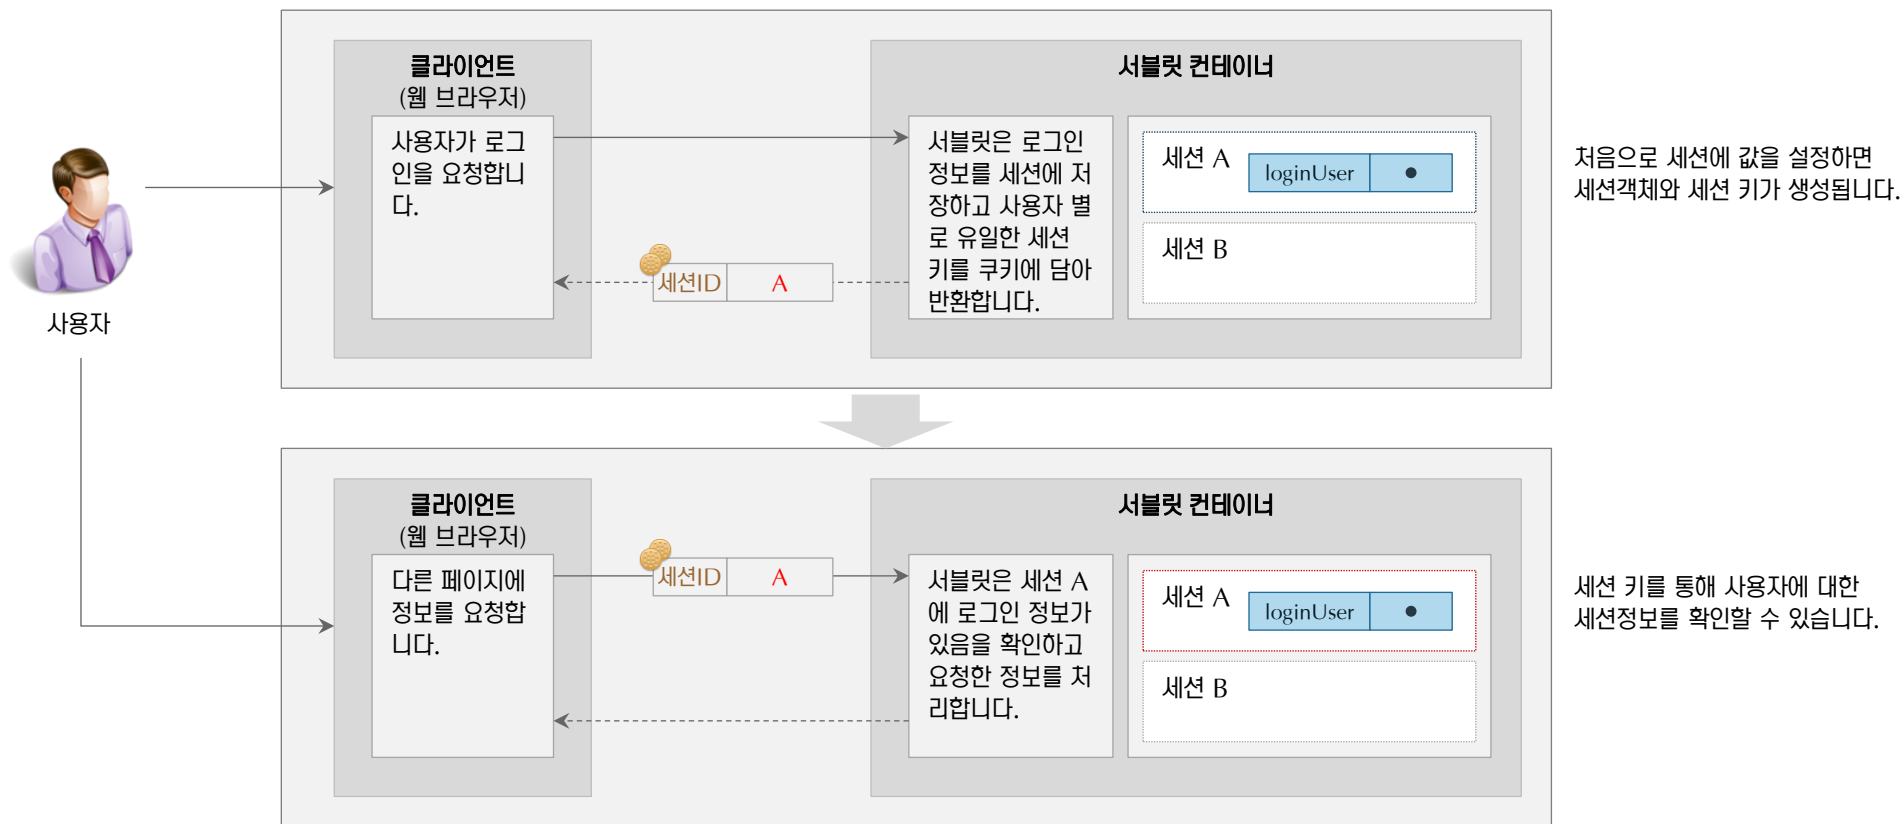 클라이언트
(웹 브라우저)
사용자가 로그
인을 요청합니
다.
서블릿 컨테이너
서블릿은 로그인
정보를 세션에 저
장하고 사용자 별
로 유일한 세션
키를 쿠키에 담아
반환합니다.
세션 A
loginUser
세션 B
세션ID
A
처음으로 세션에 값을 설정하면
세션객체와 세션 키가 생성됩니다.
사용자
클라이언트
(웹 브라우저)
다른 페이지에
정보를 요청합
니다.
세션ID
A
서블릿 컨테이너
서블릿은 세션 A
에 로그인 정보가
있음을 확인하고
요청한 정보를 처
리합니다.
세션 A
loginUser
세션 B
세션 키를 통해 사용자에 대한
세션정보를 확인할 수 있습니다.